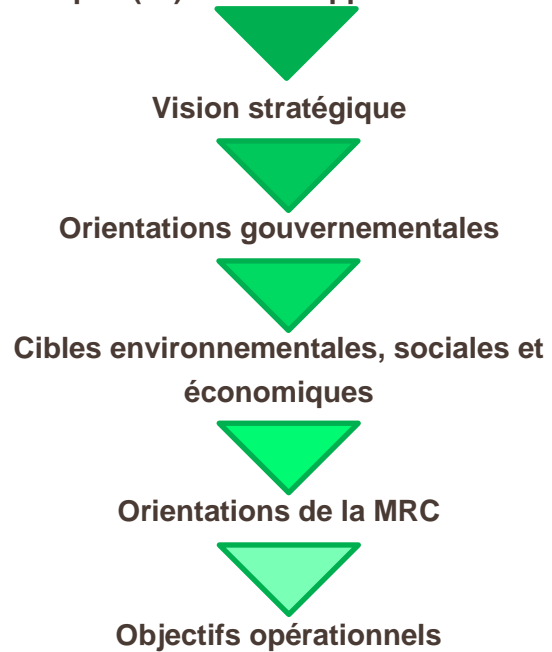 Vision stratégique
Orientations gouvernementales
Cibles environnementales, sociales et
économiques
Orientations de la MRC
Objectifs opérationnels